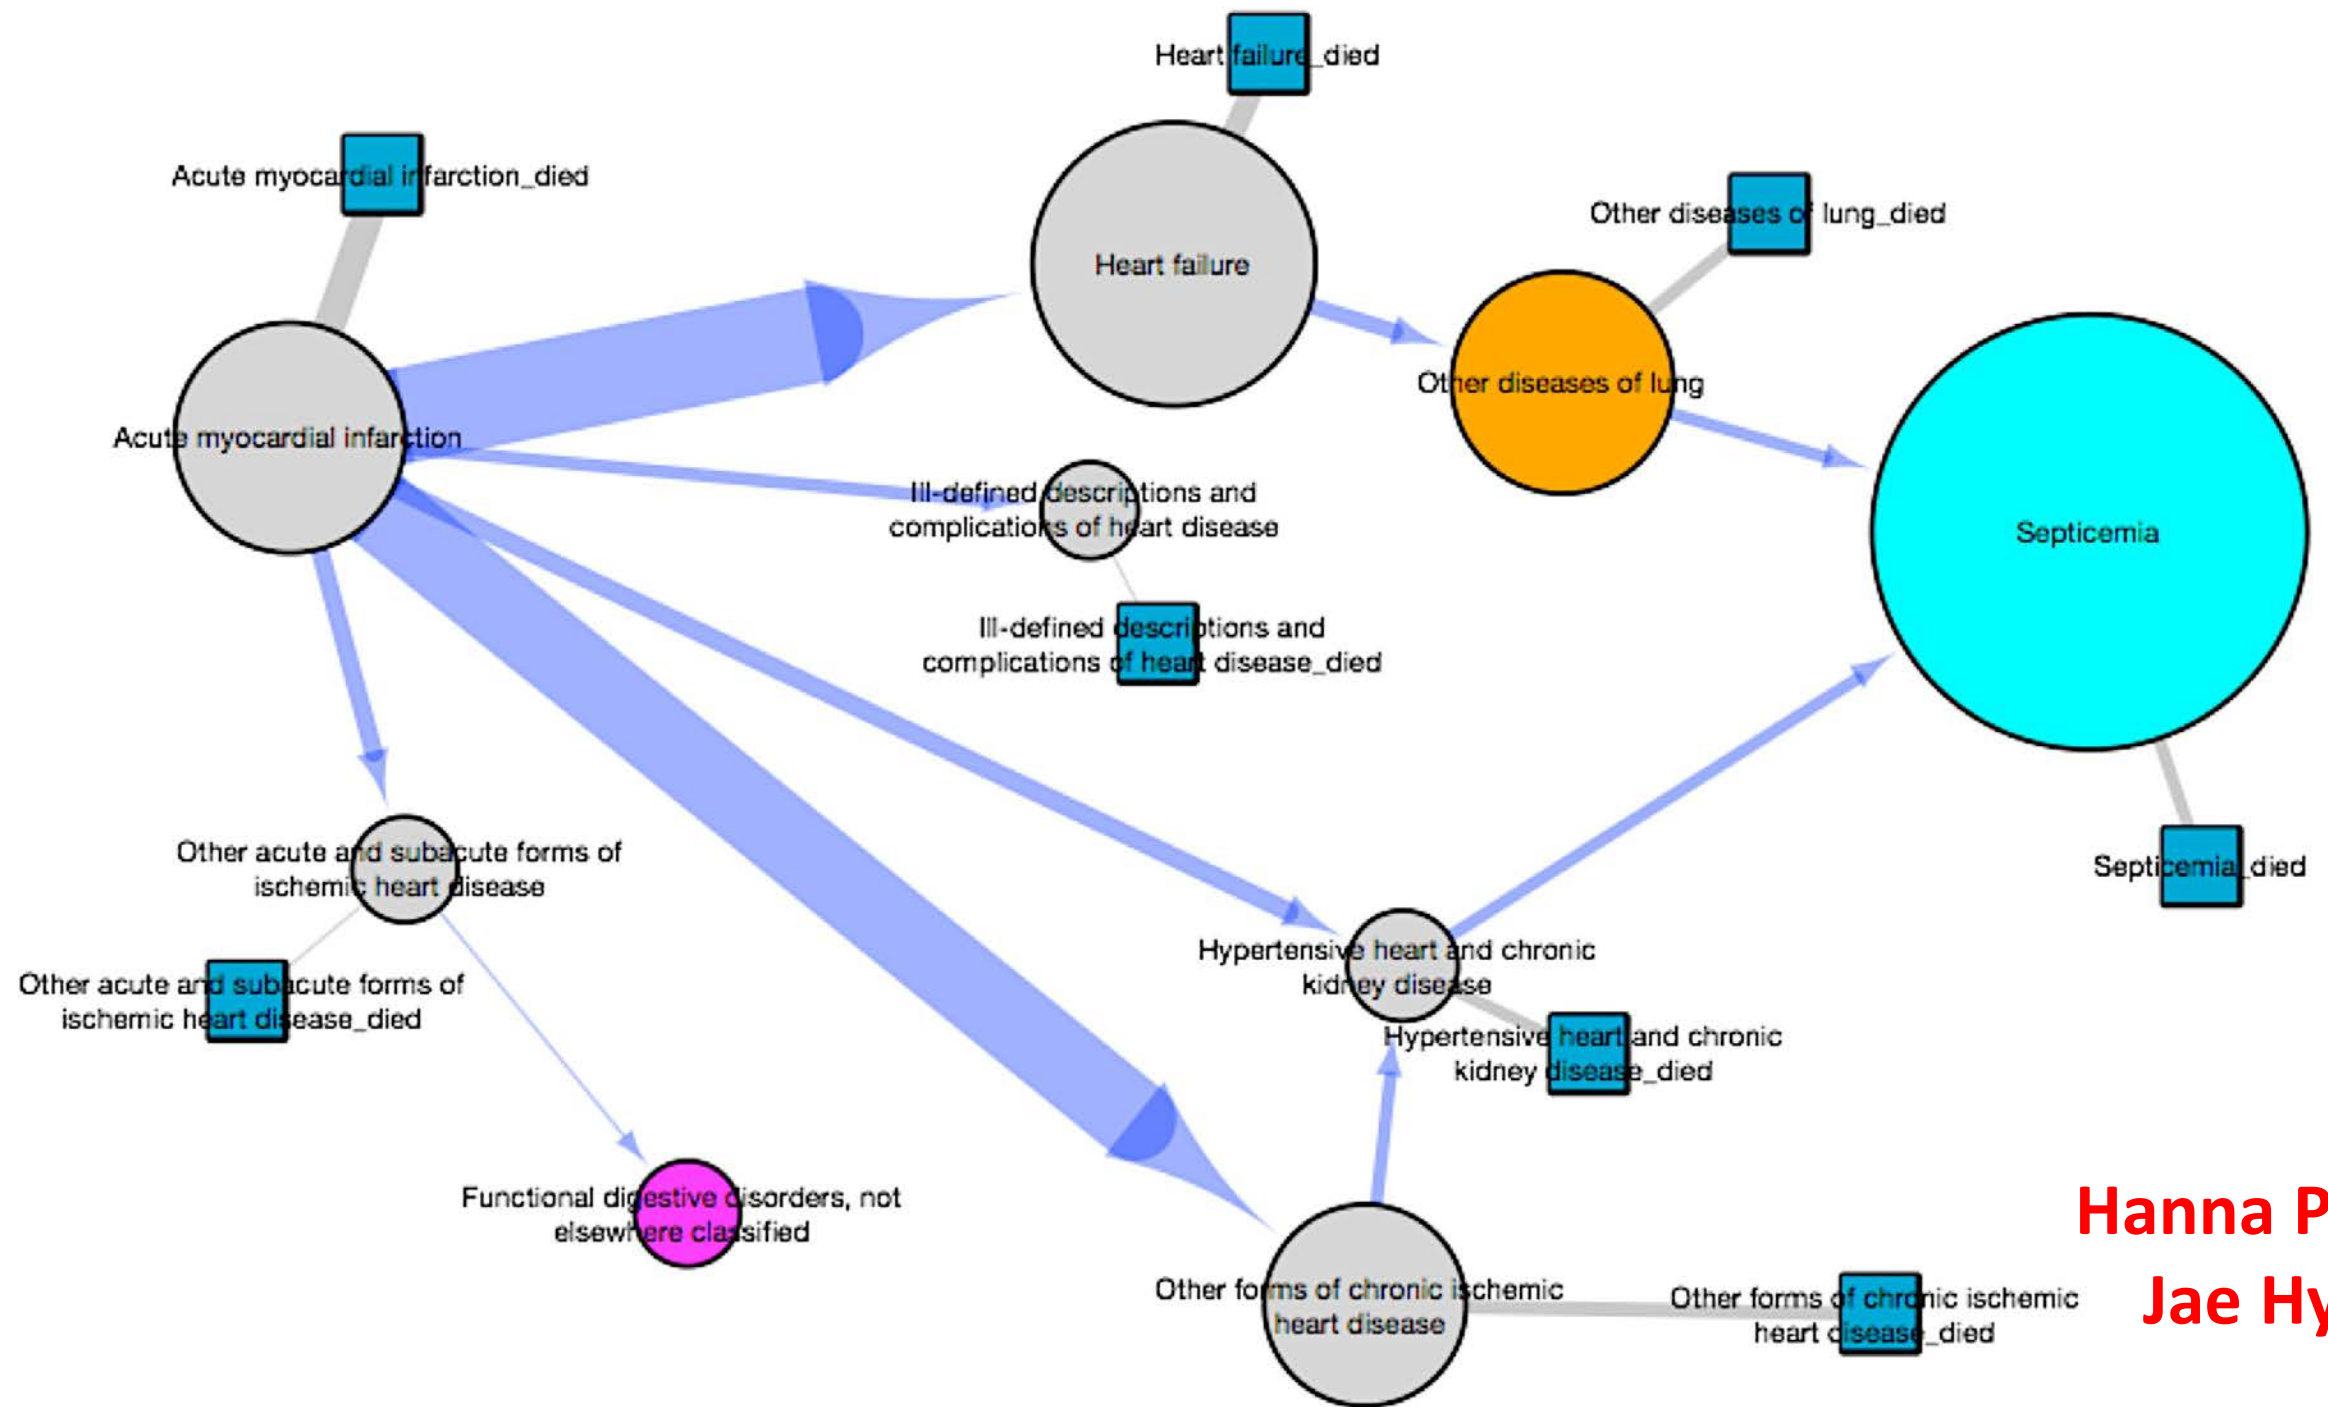 Heart failure_died
Acute myocardial infarction_died
Other diseases of lung_died
Heart failure
Other diseases of lung
Acute myocardial infarction
Ill-defined descriptions and
complications of heart disease
Septicemia
Ill-defined descriptions and
complications of heart disease_died
Other acute and subacute forms of
ischemic heart disease
Septicemia_died
Hypertensive heart and chronic
kidney disease
Other acute and subacute forms of
ischemic heart disease_died
Hypertensive heart and chronic
kidney disease_died
Functional digestive disorders, not
elsewhere classified
Hanna P
Jae Hy
Other forms of chronic ischemic
heart disease
Other forms of chronic ischemic
heart disease_died